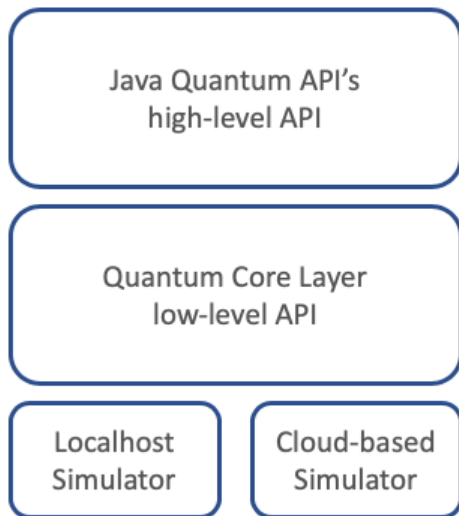 Java Quantum API's
high-level API
Quantum Core Layer
low-level API
Localhost
Simulator
Cloud-based
Simulator